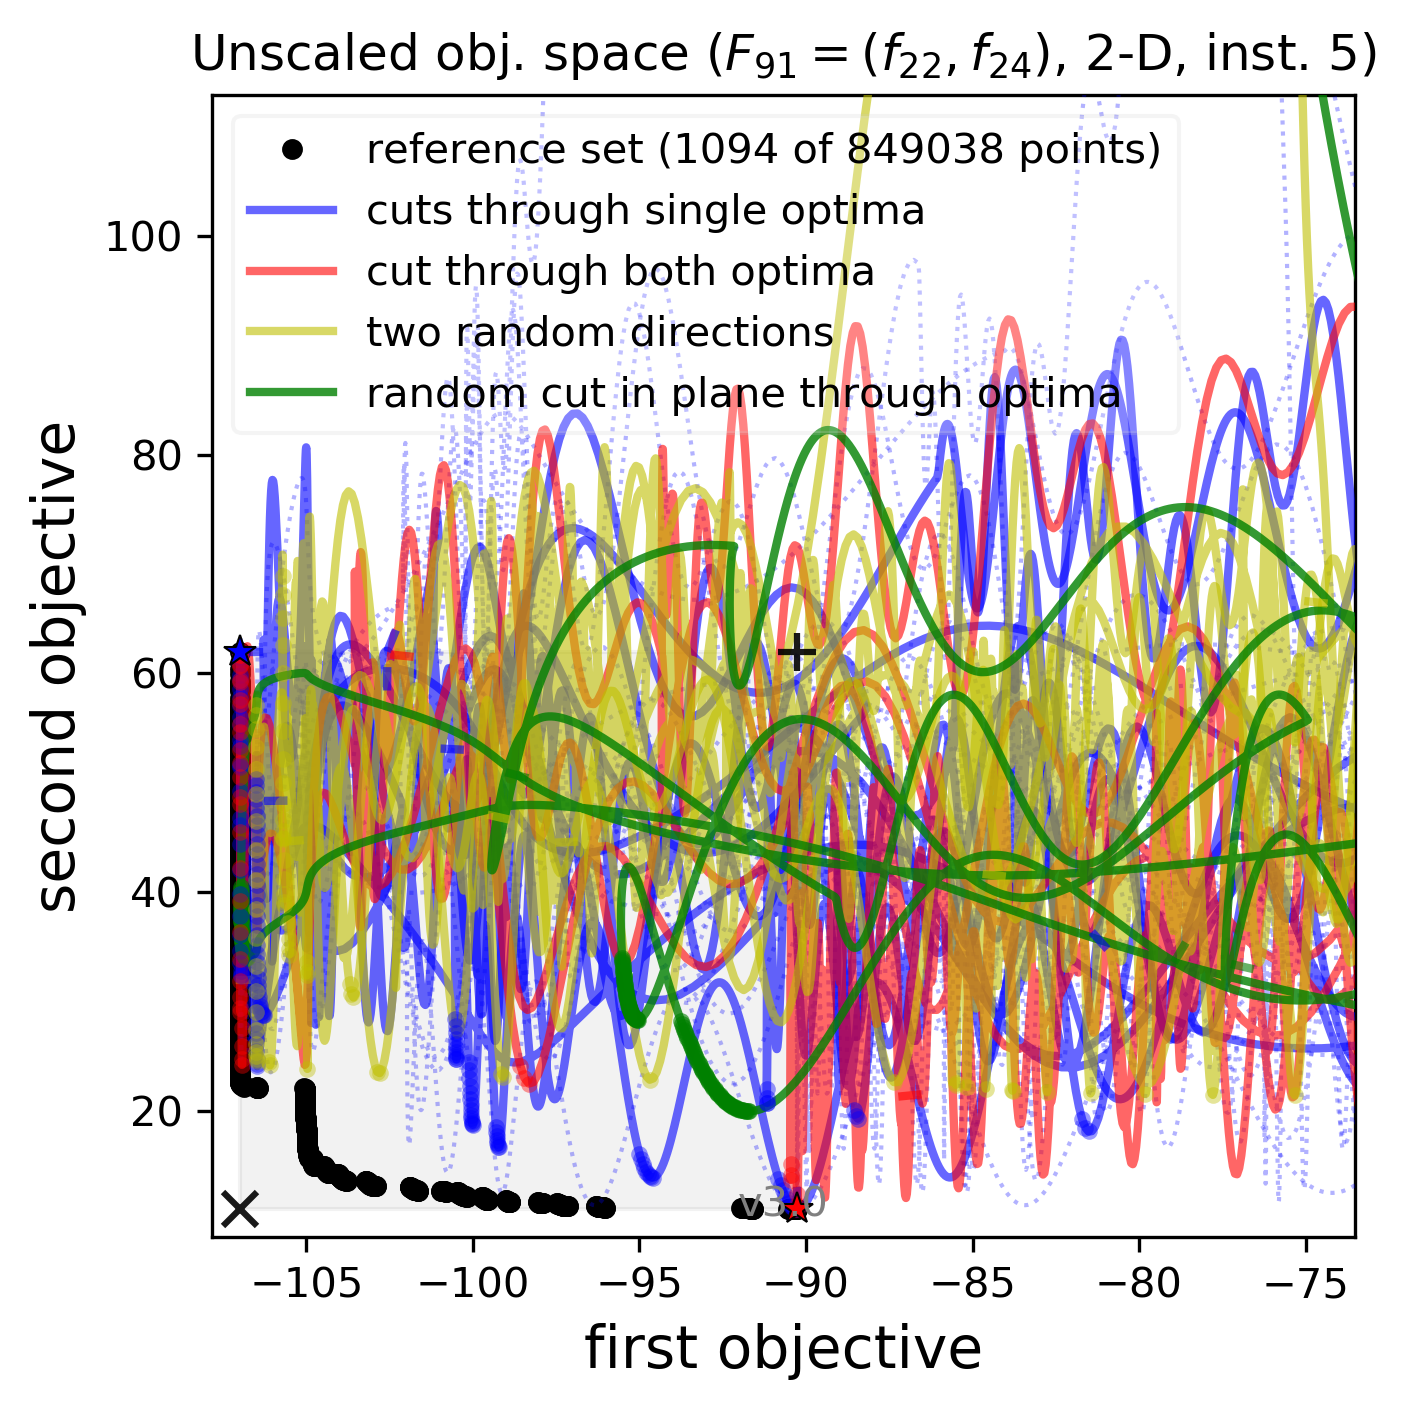 Unscaled obj. space (F₉₁ = (f₂₂, f₂₄), 2-D, inst. 5)
reference set (1094 of 849038 points)
cuts through single optima
cut through both optima
two random directions
random cut in plane through optima
100
80
60
40
20
second objective
v3.0
−105 −100 −95 −90 −85 −80 −75
first objective